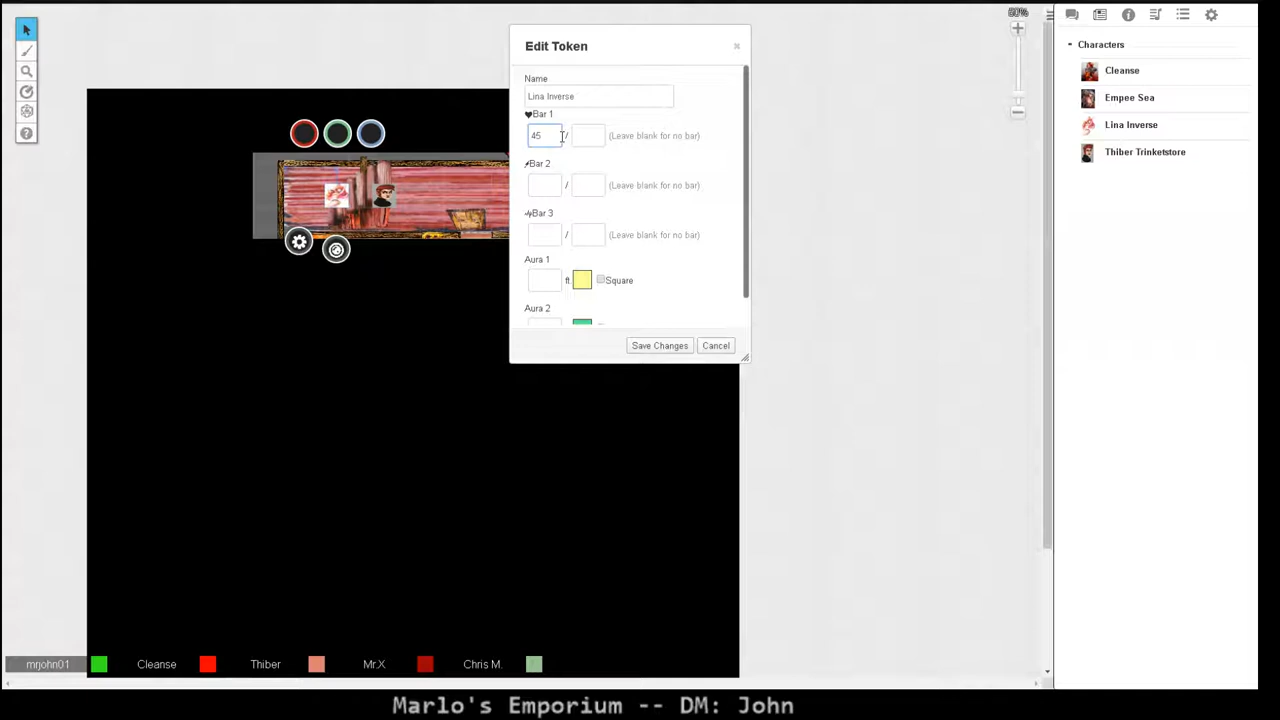 80%
Edit Token
×
Name
Lina Inverse
Bar 1
45 / (Leave blank for no bar)
Bar 2
/ (Leave blank for no bar)
Bar 3
/ (Leave blank for no bar)
Aura 1
ft. Square
Aura 2
Save Changes Cancel
Characters
Cleanse
Empee Sea
Lina Inverse
Thiber Trinketstore
mrjohn01 Cleanse Thiber Mr.X Chris M.
Marlo's Emporium -- DM: John